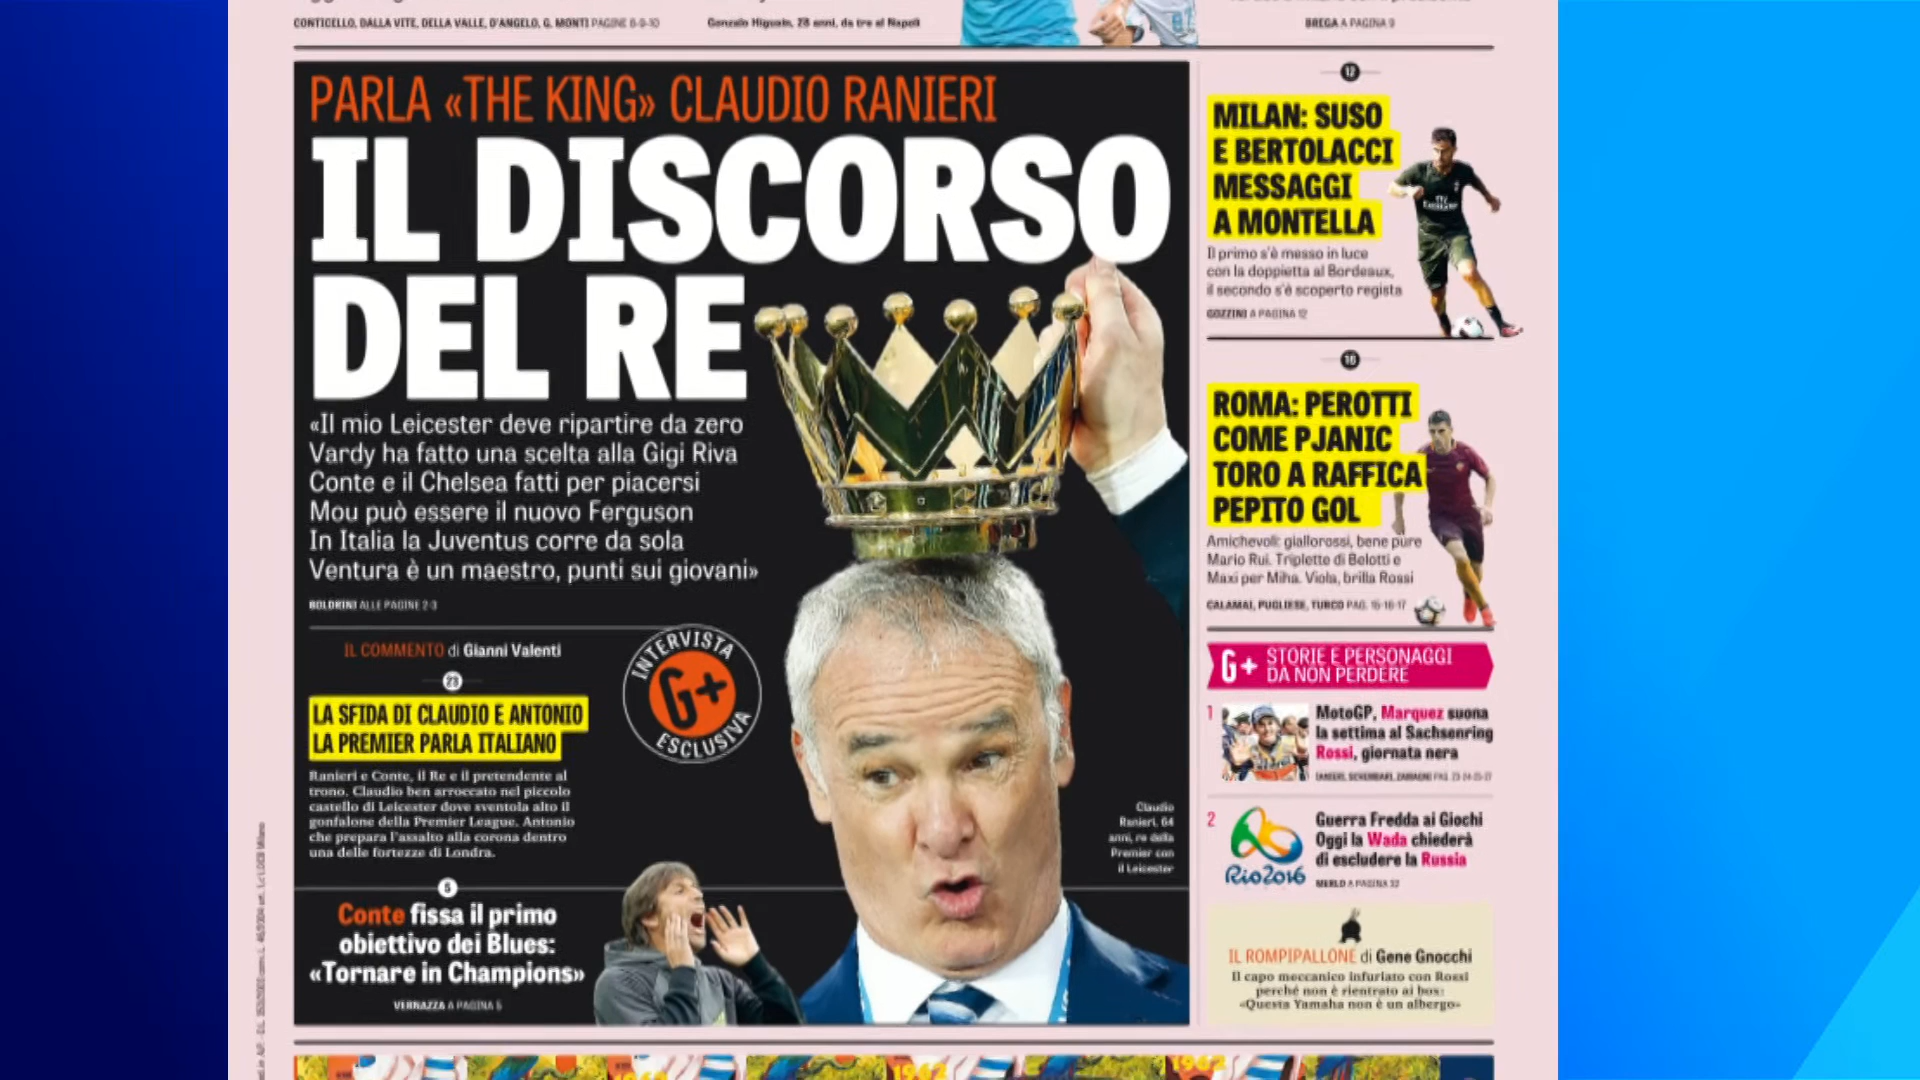 CONTICELLO, DALLA VITE, DELLA VALLE, D'ANGELO, G. MONTI PAGINE 8-9-10
Gonzalo Higuain, 28 anni, da tre al Napoli
BREGA A PAGINA 9
PARLA «THE KING» CLAUDIO RANIERI
IL DISCORSO
DEL RE
«Il mio Leicester deve ripartire da zero
Vardy ha fatto una scelta alla Gigi Riva
Conte e il Chelsea fatti per piacersi
Mou può essere il nuovo Ferguson
In Italia la Juventus corre da sola
Ventura è un maestro, punti sui giovani»
BOLDRINI ALLE PAGINE 2-3
IL COMMENTO di Gianni Valenti
23
LA SFIDA DI CLAUDIO E ANTONIO
LA PREMIER PARLA ITALIANO
Ranieri e Conte, il Re e il pretendente al
trono. Claudio ben arroccato nel piccolo
castello di Leicester dove sventola alto il
gonfalone della Premier League. Antonio
che prepara l'assalto alla corona dentro
una delle fortezze di Londra.
INTERVISTA
G+
ESCLUSIVA
5
Conte fissa il primo
obiettivo dei Blues:
«Tornare in Champions»
VERNAZZA A PAGINA 5
Claudio
Ranieri, 64
anni, re della
Premier con
il Leicester
12
MILAN: SUSO
E BERTOLACCI
MESSAGGI
A MONTELLA
Il primo s'è messo in luce
con la doppietta al Bordeaux,
il secondo s'è scoperto regista
GOZZINI A PAGINA 12
Fly
Emirates
16
ROMA: PEROTTI
COME PJANIC
TORO A RAFFICA
PEPITO GOL
Amichevoli: giallorossi, bene pure
Mario Rui. Triplette di Belotti e
Maxi per Miha. Viola, brilla Rossi
CALAMAI, PUGLIESE, TURCO PAG. 15-16-17
G+ STORIE E PERSONAGGI
DA NON PERDERE
1
MotoGP, Marquez suona
la settima al Sachsenring
Rossi, giornata nera
2
Guerra Fredda ai Giochi
Oggi la Wada chiederà
di escludere la Russia
MERLO A PAGINA 32
Rio2016
IL ROMPIPALLONE di Gene Gnocchi
Il capo meccanico infuriato con Rossi
perché non è rientrato ai box:
«Questa Yamaha non è un albergo»
1962